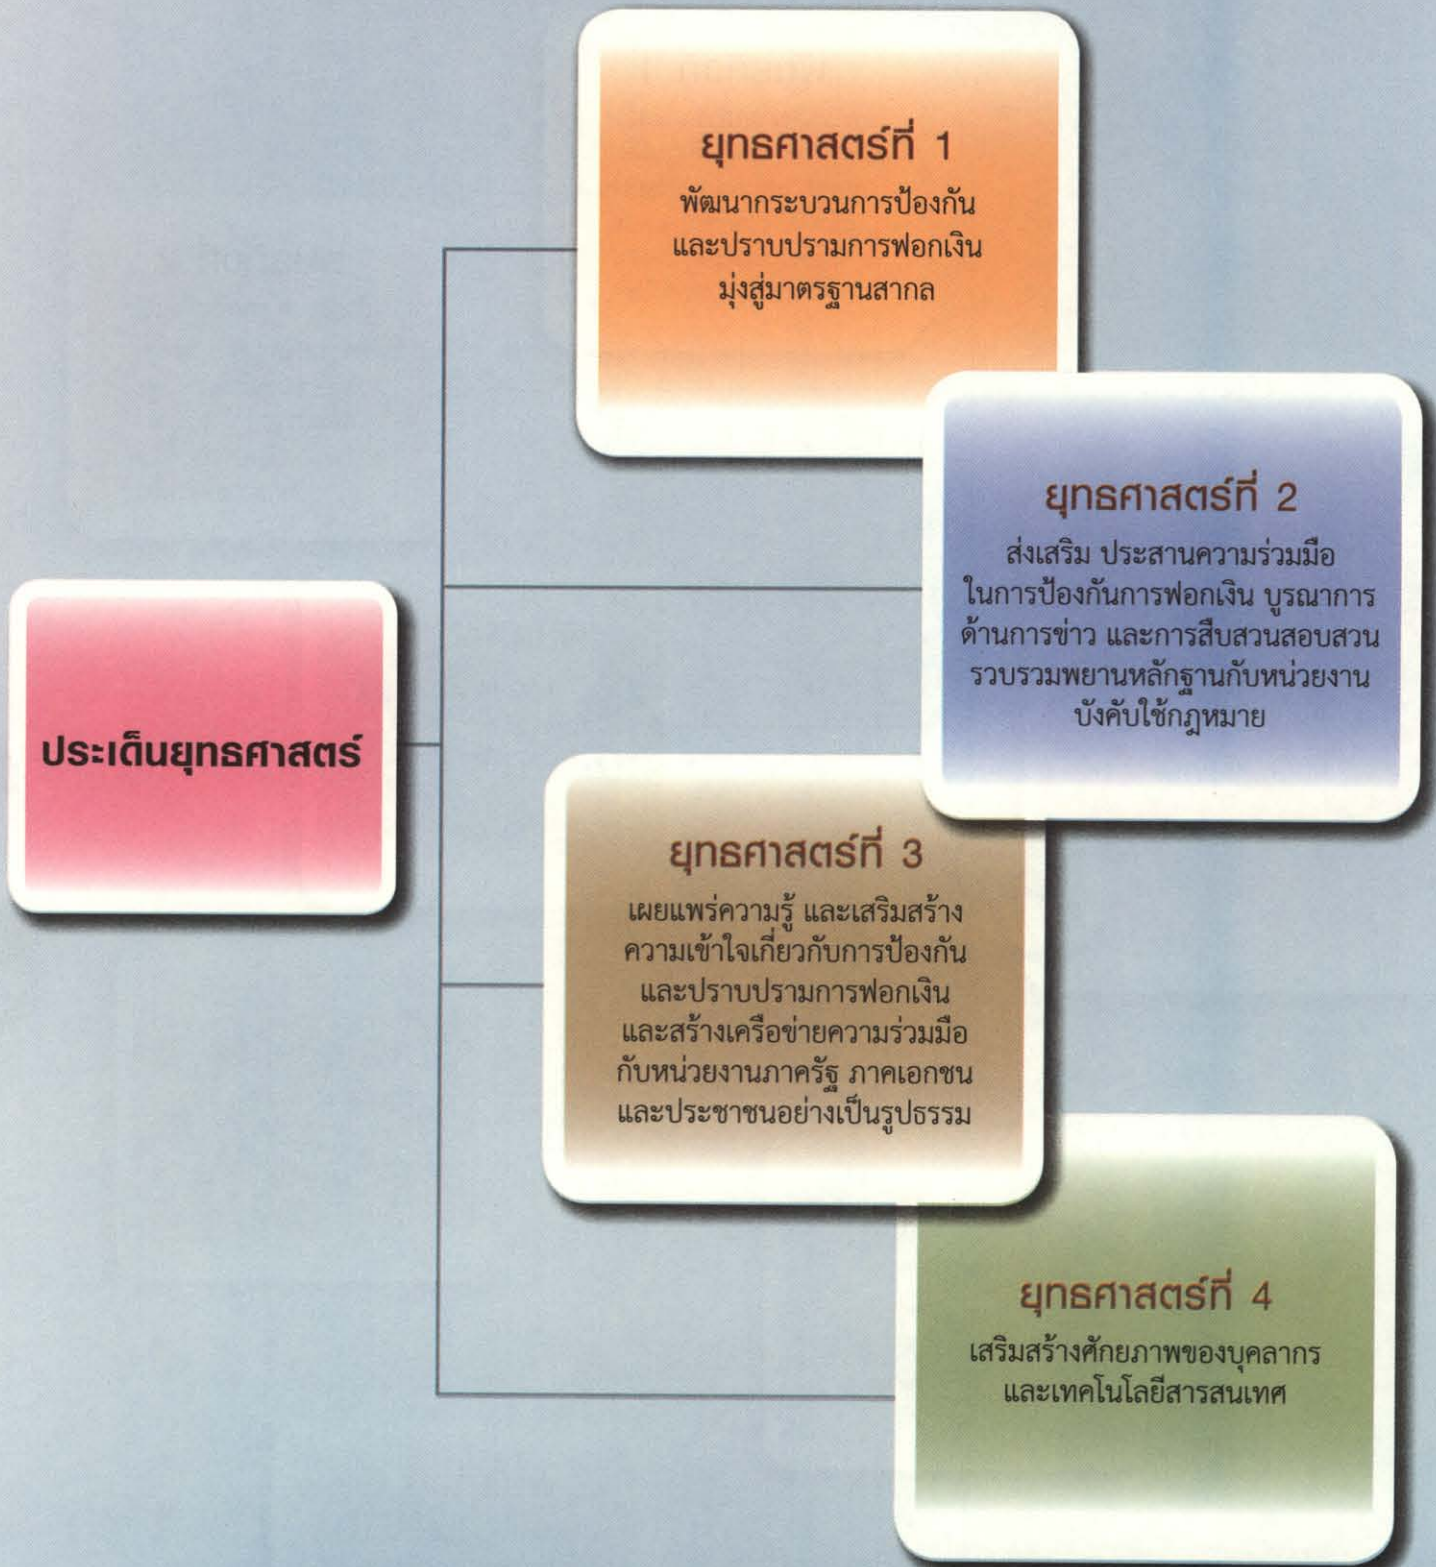 ยุทธศาสตร์ที่ 1
พัฒนากระบวนการป้องกัน
และปราบปรามการฟอกเงิน
มุ่งสู่มาตรฐานสากล
ยุทธศาสตร์ที่ 2
ส่งเสริม ประสานความร่วมมือ
ในการป้องกันการฟอกเงิน บูรณาการ
ด้านการข่าว และการสืบสวนสอบสวน
รวบรวมพยานหลักฐานกับหน่วยงาน
บังคับใช้กฎหมาย
ประเด็นยุทธศาสตร์
ยุทธศาสตร์ที่ 3
เผยแพร่ความรู้ และเสริมสร้าง
ความเข้าใจเกี่ยวกับการป้องกัน
และปราบปรามการฟอกเงิน
และสร้างเครือข่ายความร่วมมือ
กับหน่วยงานภาครัฐ ภาคเอกชน
และประชาชนอย่างเป็นรูปธรรม
ยุทธศาสตร์ที่ 4
เสริมสร้างศักยภาพของบุคลากร
และเทคโนโลยีสารสนเทศ